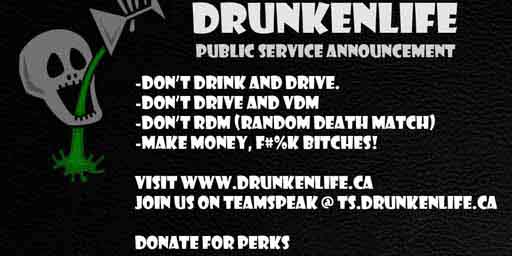 DRUNKENLIFE
PUBLIC SERVICE ANNOUNCEMENT
-DON'T DRINK AND DRIVE.
-DON'T DRIVE AND VDM
-DON'T RDM (RANDOM DEATH MATCH)
-MAKE MONEY, F#%K BITCHES!
VISIT WWW.DRUNKENLIFE.CA
JOIN US ON TEAMSPEAK @ TS.DRUNKENLIFE.CA
DONATE FOR PERKS